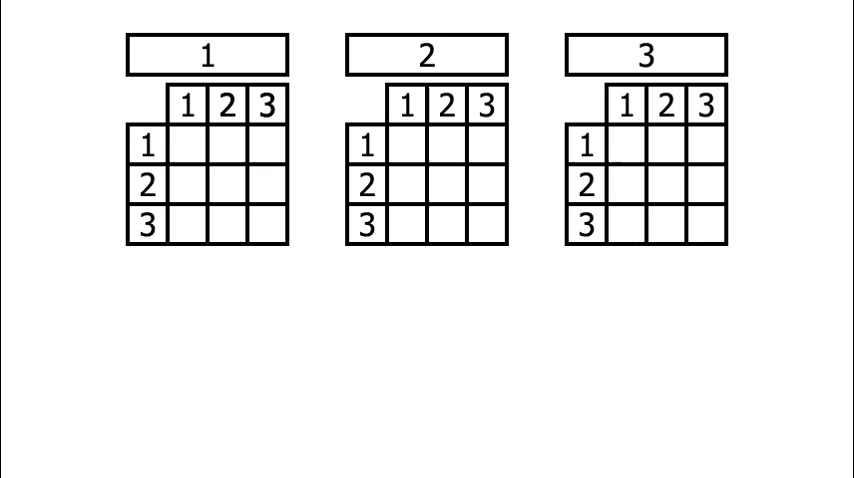 1 2 3
1 2 3 1 2 3 1 2 3
1 1 1
2 2 2
3 3 3